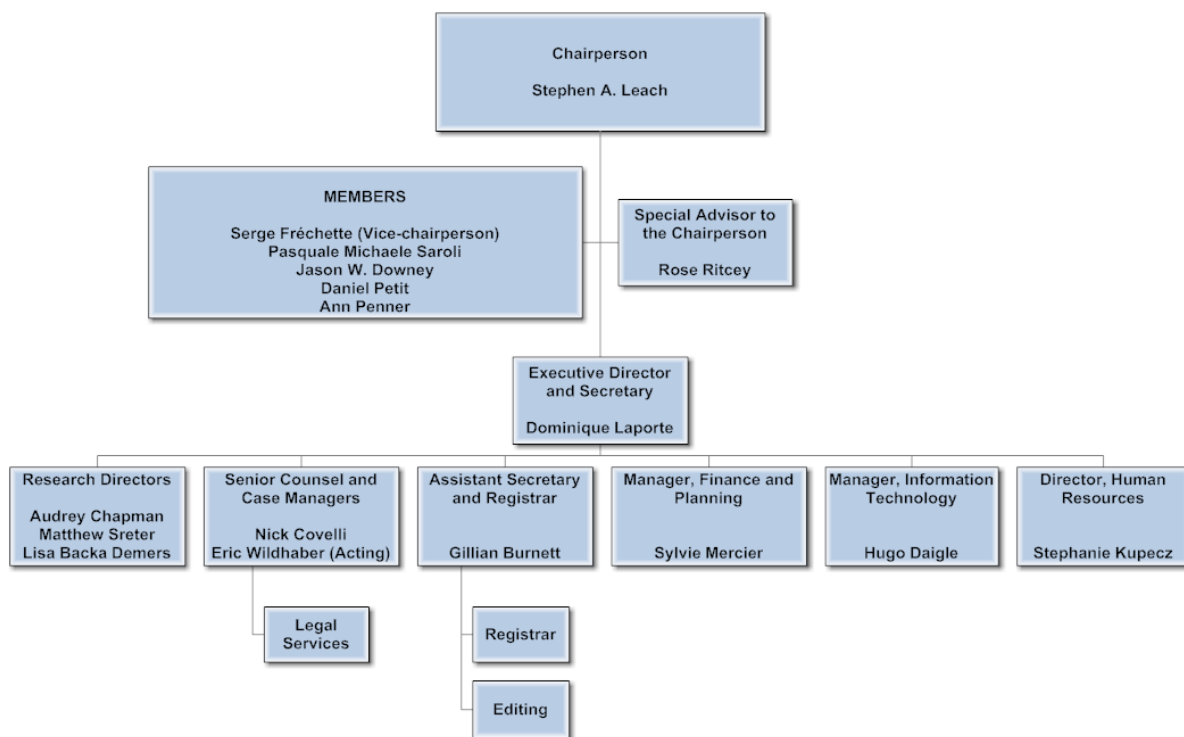 Chairperson
Stephen A. Leach
MEMBERS
Serge Fréchette (Vice-chairperson)
Pasquale Michaele Saroli
Jason W. Downey
Daniel Petit
Ann Penner
Special Advisor to
the Chairperson
Rose Ritcey
Executive Director
and Secretary
Dominique Laporte
Research Directors
Audrey Chapman
Matthew Sreter
Lisa Backa Demers
Senior Counsel and
Case Managers
Nick Covelli
Eric Wildhaber (Acting)
Assistant Secretary
and Registrar
Gillian Burnett
Manager, Finance and
Planning
Sylvie Mercier
Manager, Information
Technology
Hugo Daigle
Director, Human
Resources
Stephanie Kupecz
Legal
Services
Registrar
Editing